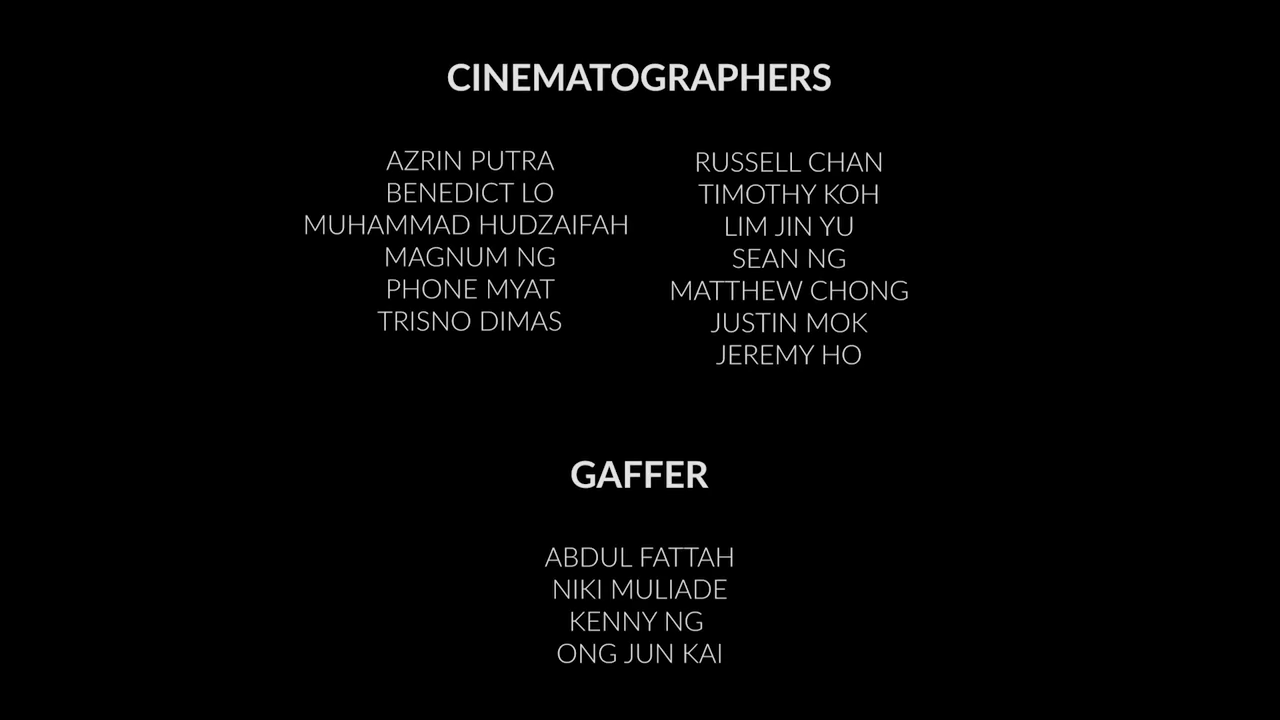 CINEMATOGRAPHERS
AZRIN PUTRA
BENEDICT LO
MUHAMMAD HUDZAIFAH
MAGNUM NG
PHONE MYAT
TRISNO DIMAS
RUSSELL CHAN
TIMOTHY KOH
LIM JIN YU
SEAN NG
MATTHEW CHONG
JUSTIN MOK
JEREMY HO
GAFFER
ABDUL FATTAH
NIKI MULIADE
KENNY NG
ONG JUN KAI